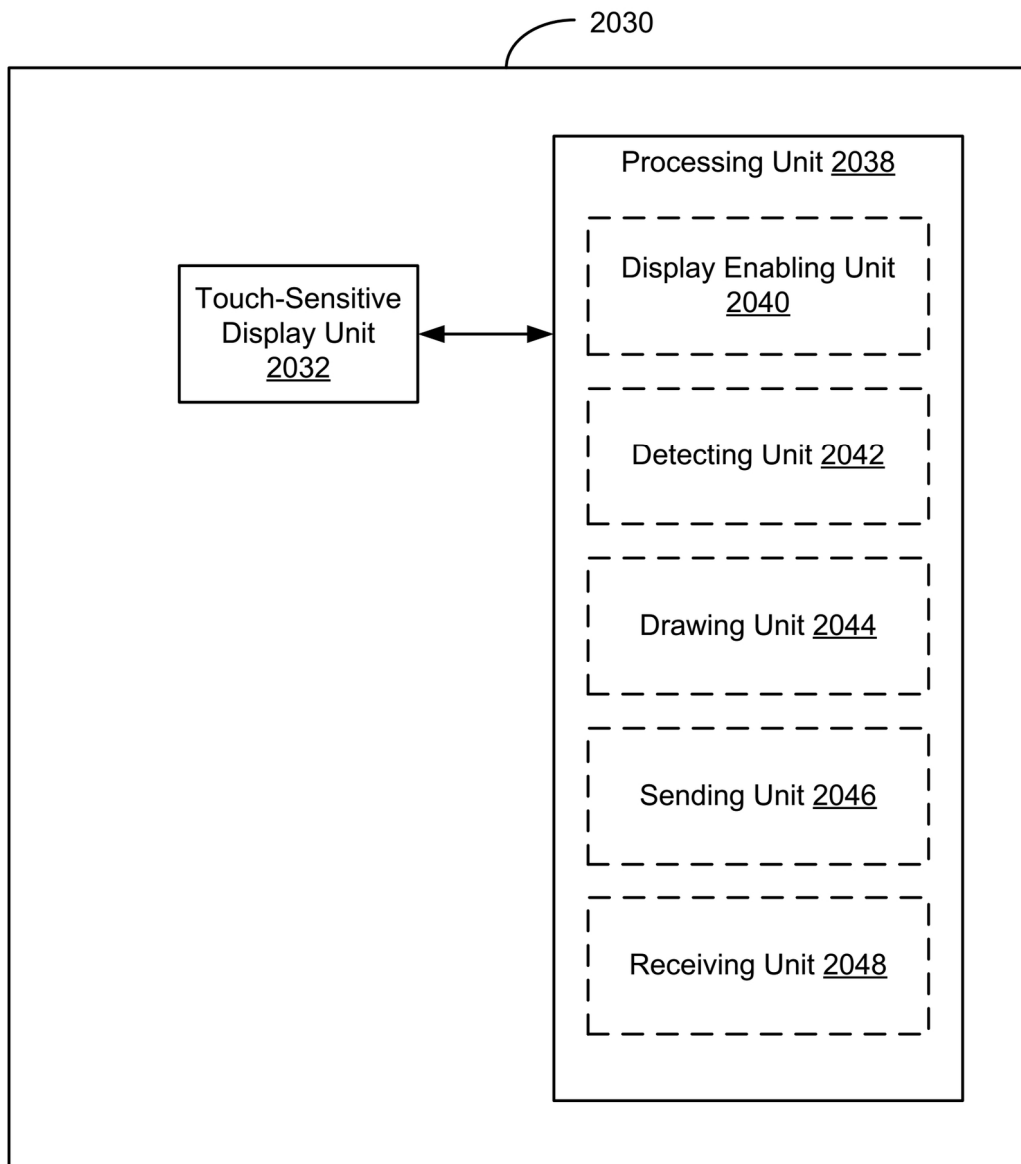 2030
Processing Unit 2038
Display Enabling Unit
2040
Touch-Sensitive
Display Unit
2032
Detecting Unit 2042
Drawing Unit 2044
Sending Unit 2046
Receiving Unit 2048